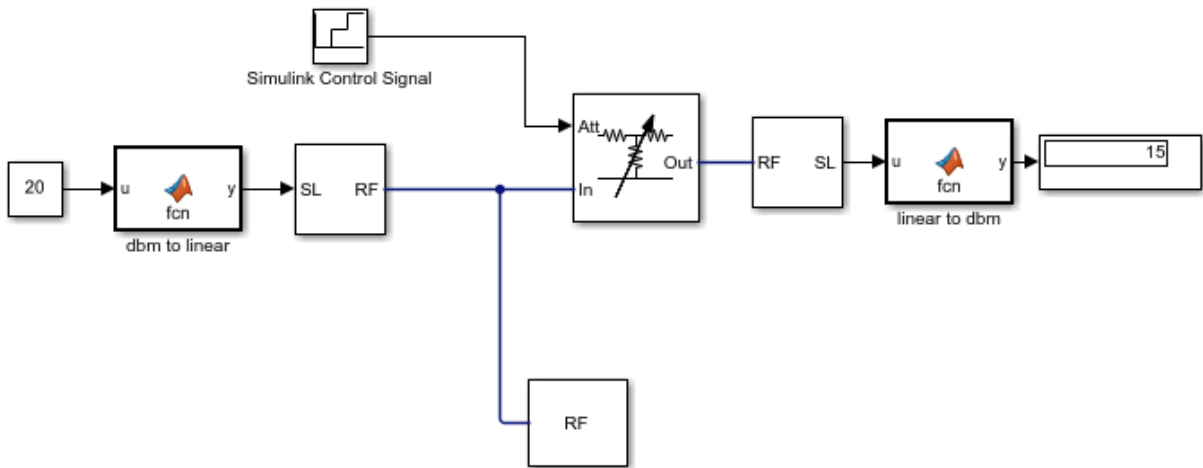 Simulink Control Signal
Att
In
Out
20
u
fcn
y
dbm to linear
SL
RF
RF
SL
u
fcn
y
linear to dbm
15
RF